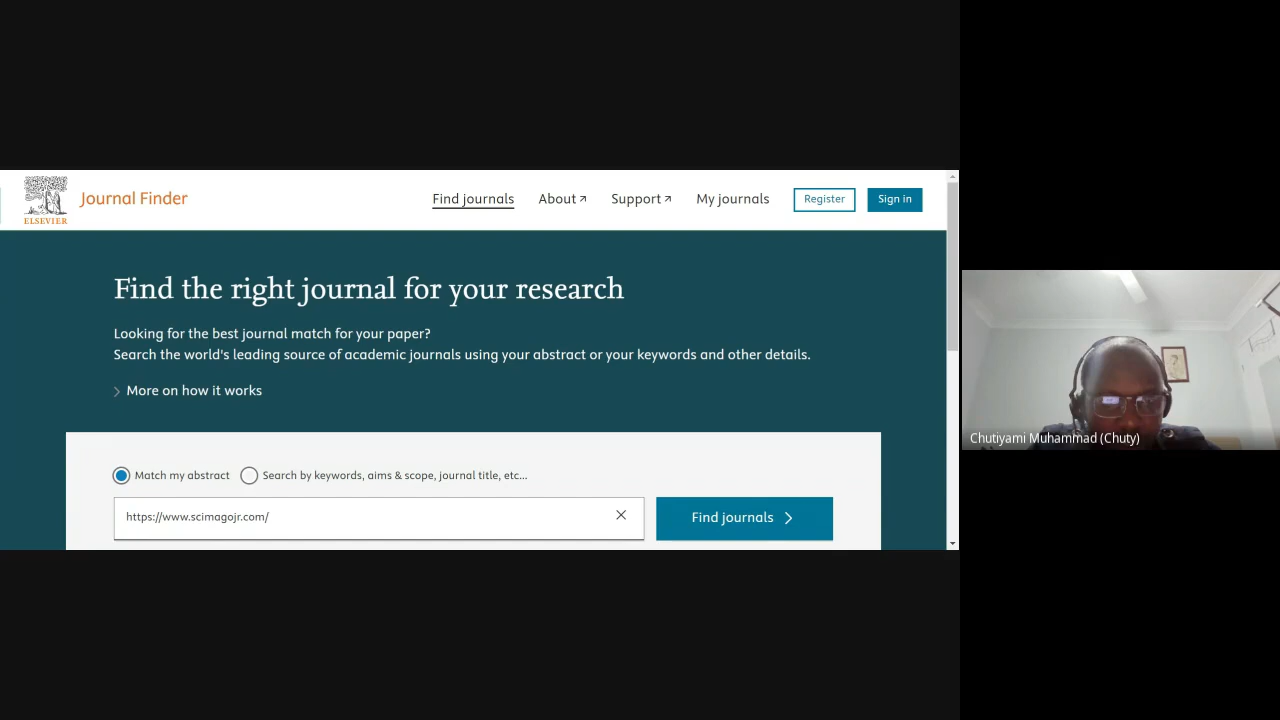 ELSEVIER
Journal Finder
Find journals
About
Support
My journals
Register
Sign in
Find the right journal for your research
Looking for the best journal match for your paper?
Search the world's leading source of academic journals using your abstract or your keywords and other details.
More on how it works
Match my abstract
Search by keywords, aims & scope, journal title, etc...
https://www.scimagojr.com/
Find journals
Chutiyami Muhammad (Chuty)